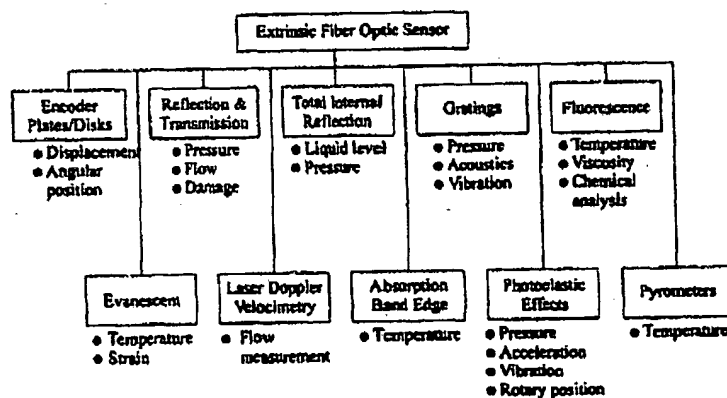 Extrinsic Fiber Optic Sensor
Encoder
Plates/Disks
● Displacement
● Angular
position
Reflection &
Transmission
● Pressure
● Flow
● Damage
Total Internal
Reflection
● Liquid level
● Pressure
Gratings
● Pressure
● Acoustics
● Vibration
Fluorescence
● Temperature
● Viscosity
● Chemical
analysis
Evanescent
● Temperature
● Strain
Laser Doppler
Velocimetry
● Flow
measurement
Absorption
Band Edge
● Temperature
Photoelastic
Effects
● Pressure
● Acceleration
● Vibration
● Rotary position
Pyrometers
● Temperature